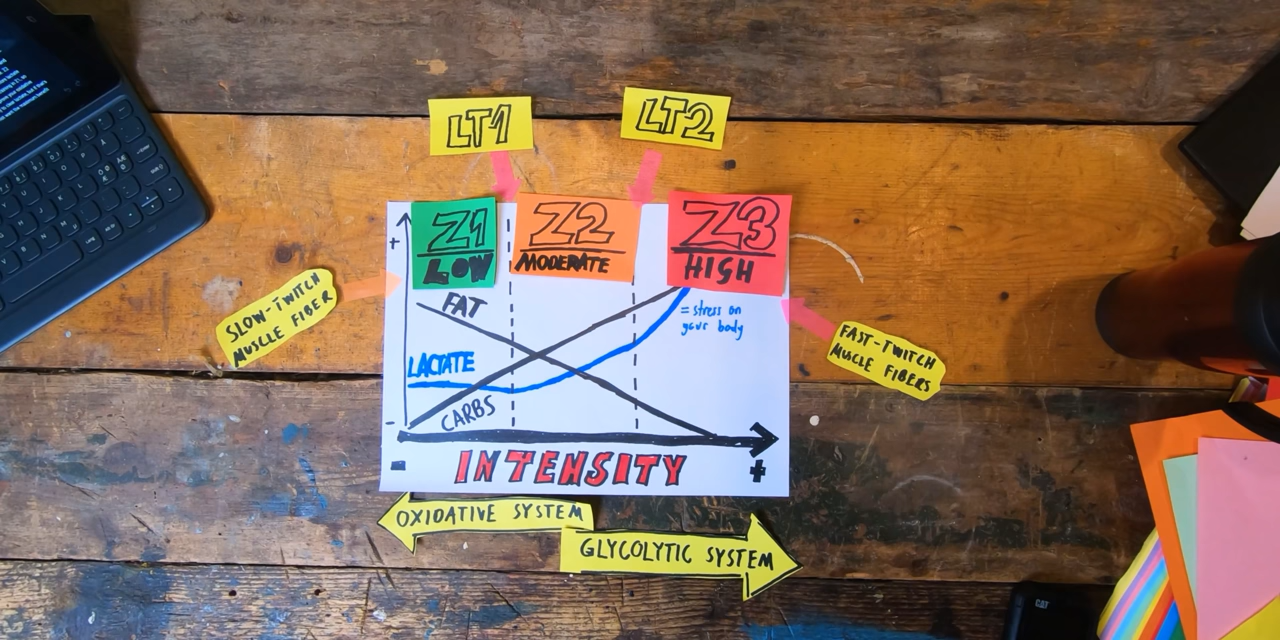 LT1
LT2
Z1
LOW
Z2
MODERATE
Z3
HIGH
+
FAT
= stress on
your body
SLOW-TWITCH
MUSCLE FIBER
FAST-TWITCH
MUSCLE FIBERS
LACTATE
CARBS
-
-
INTENSITY
+
OXIDATIVE SYSTEM
GLYCOLYTIC SYSTEM
CAT